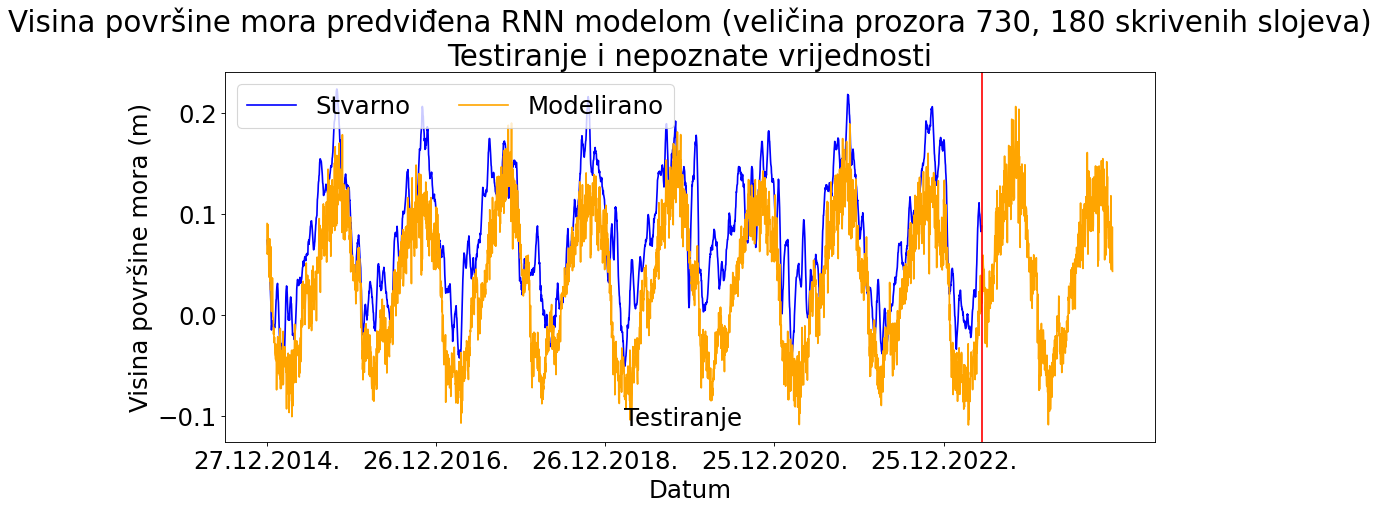 Visina površine mora predviđena RNN modelom (veličina prozora 730, 180 skrivenih slojeva)
Testiranje i nepoznate vrijednosti
Stvarno
Modelirano
Visina površine mora (m)
0.2
0.1
0.0
−0.1
Testiranje
27.12.2014.
26.12.2016.
26.12.2018.
25.12.2020.
25.12.2022.
Datum